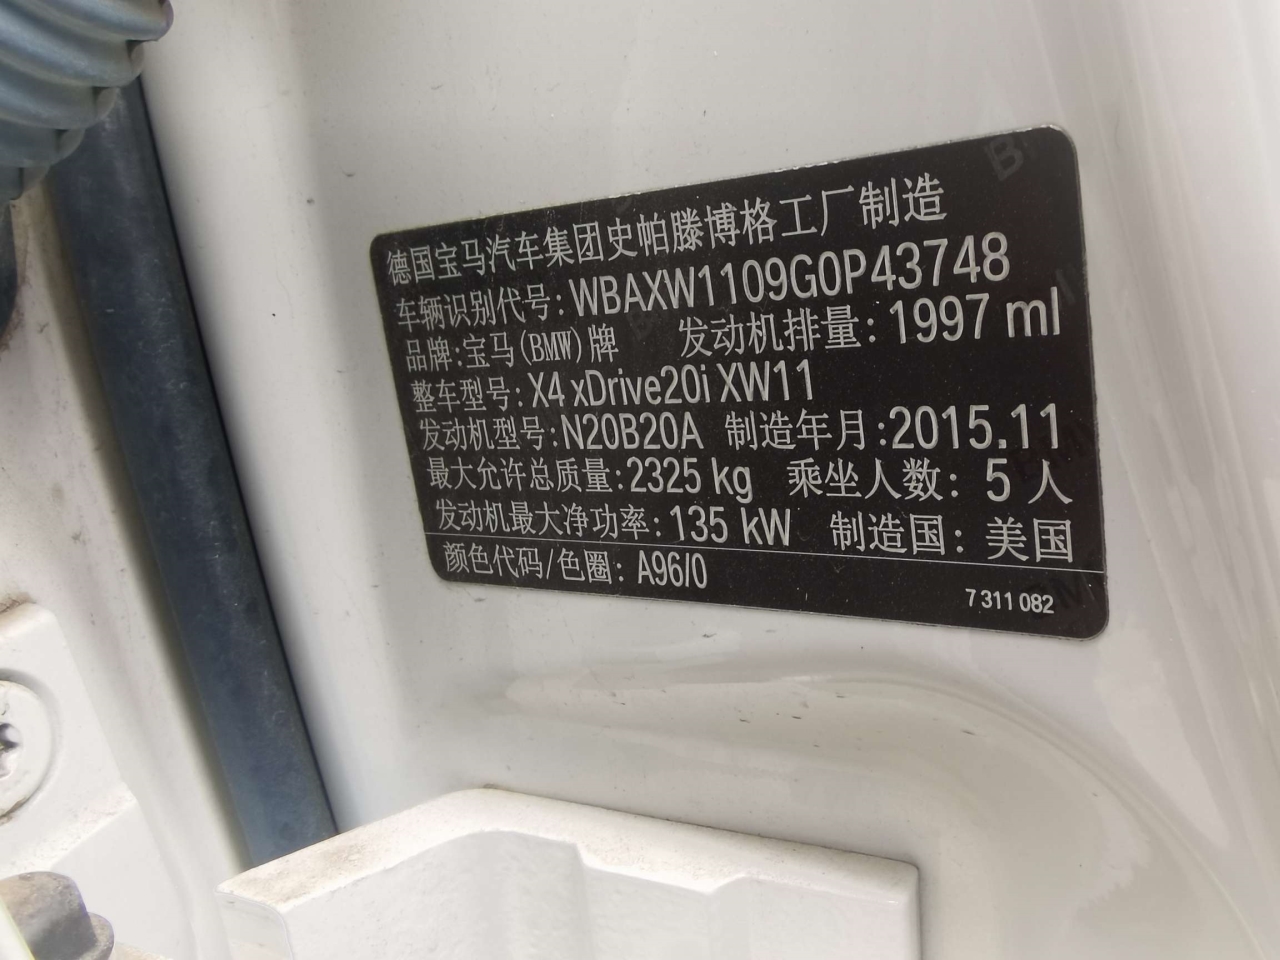 德国宝马汽车集团史帕滕博格工厂制造
车辆识别代号: WBAXW1109G0P43748
品牌:宝马(BMW)牌 发动机排量: 1997 ml
整车型号: X4 xDrive20i XW11
发动机型号: N20B20A 制造年月:2015.11
最大允许总质量: 2325 kg 乘坐人数: 5 人
发动机最大净功率: 135 kW 制造国: 美国
颜色代码/色圈: A96/0
7 311 082